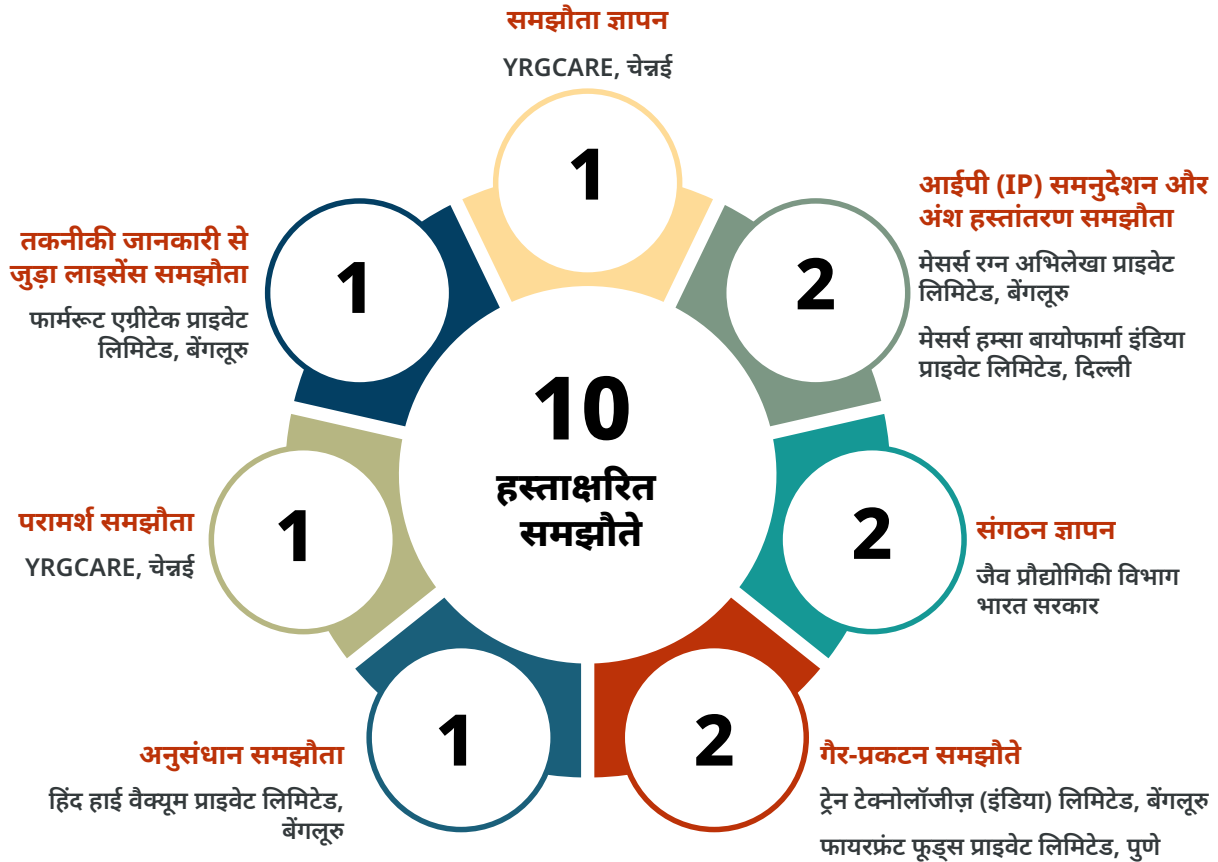 समझौता ज्ञापन
YRGCARE, चेन्नई
1
आईपी (IP) समनुदेशन और
अंश हस्तांतरण समझौता
मेसर्स रग्न अभिलेखा प्राइवेट
लिमिटेड, बेंगलूरु
मेसर्स हम्सा बायोफार्मा इंडिया
प्राइवेट लिमिटेड, दिल्ली
2
संगठन ज्ञापन
जैव प्रौद्योगिकी विभाग
भारत सरकार
2
गैर-प्रकटन समझौते
ट्रेन टेक्नोलॉजीज़ (इंडिया) लिमिटेड, बेंगलूरु
फायरफ्रंट फूड्स प्राइवेट लिमिटेड, पुणे
2
अनुसंधान समझौता
हिंद हाई वैक्यूम प्राइवेट लिमिटेड,
बेंगलूरु
1
परामर्श समझौता
YRGCARE, चेन्नई
1
तकनीकी जानकारी से
जुड़ा लाइसेंस समझौता
फार्मरूट एग्रीटेक प्राइवेट
लिमिटेड, बेंगलूरु
1
10
हस्ताक्षरित
समझौते